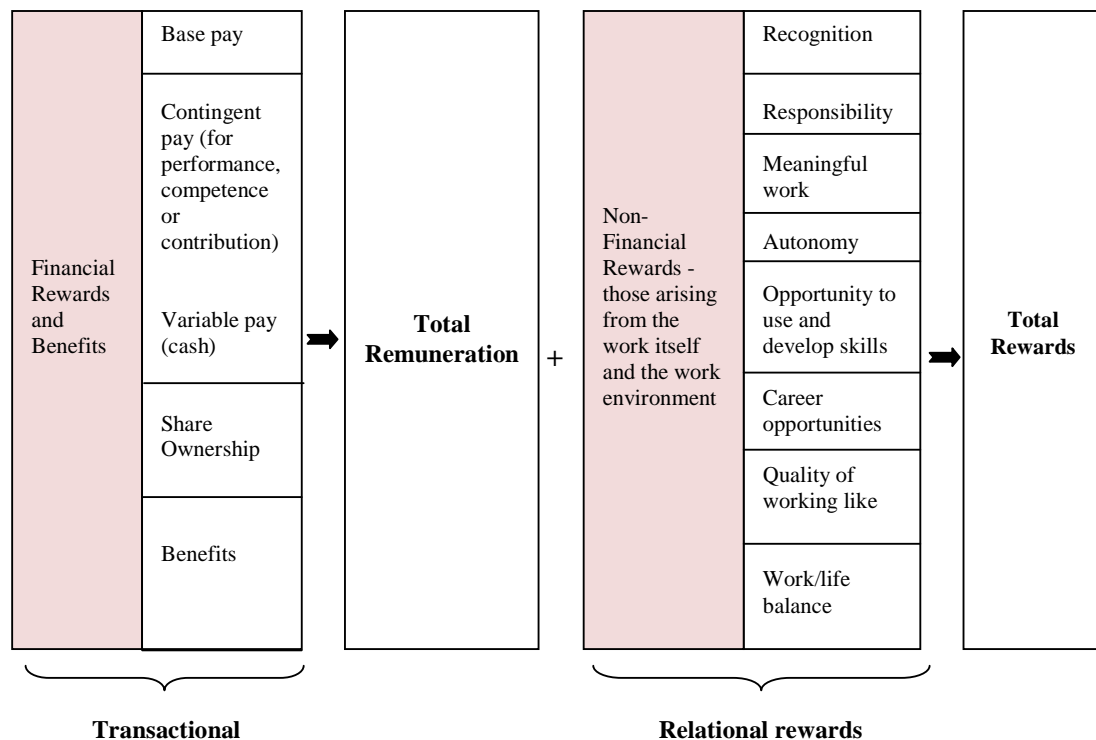 Financial
Rewards
and
Benefits
Base pay
Contingent
pay (for
performance,
competence
or
contribution)
Variable pay
(cash)
Share
Ownership
Benefits
Total
Remuneration
+
Non-
Financial
Rewards -
those arising
from the
work itself
and the work
environment
Recognition
Responsibility
Meaningful
work
Autonomy
Opportunity to
use and
develop skills
Career
opportunities
Quality of
working like
Work/life
balance
Total
Rewards
Transactional
Relational rewards